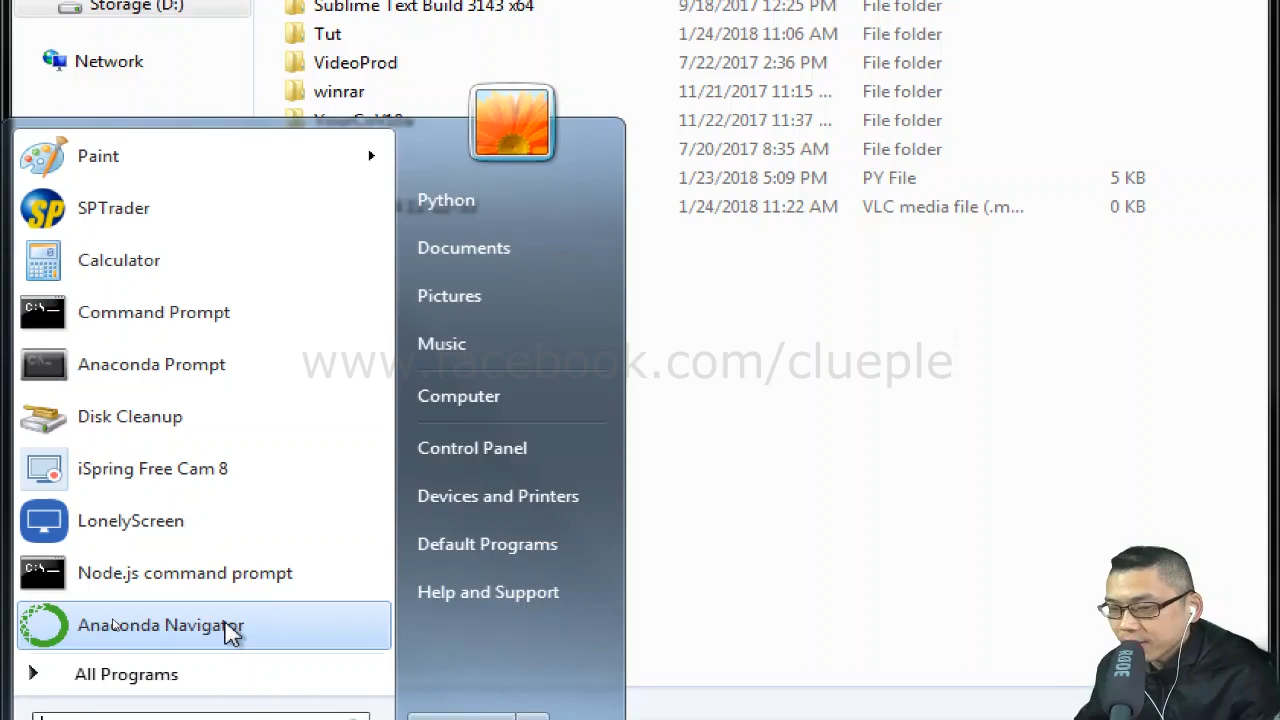 Storage (D:)
Network
Sublime Text Build 3143 x64 9/18/2017 12:25 PM File folder
Tut 1/24/2018 11:06 AM File folder
VideoProd 7/22/2017 2:36 PM File folder
winrar 11/21/2017 11:15 ... File folder
11/22/2017 11:37 ... File folder
7/20/2017 8:35 AM File folder
1/23/2018 5:09 PM PY File 5 KB
1/24/2018 11:22 AM VLC media file (.m... 0 KB
Paint
SP
SPTrader
Calculator
Command Prompt
Anaconda Prompt
Disk Cleanup
iSpring Free Cam 8
LonelyScreen
Node.js command prompt
Anaconda Navigator
All Programs
Python
Documents
Pictures
Music
Computer
Control Panel
Devices and Printers
Default Programs
Help and Support
www.facebook.com/clueple
RODE